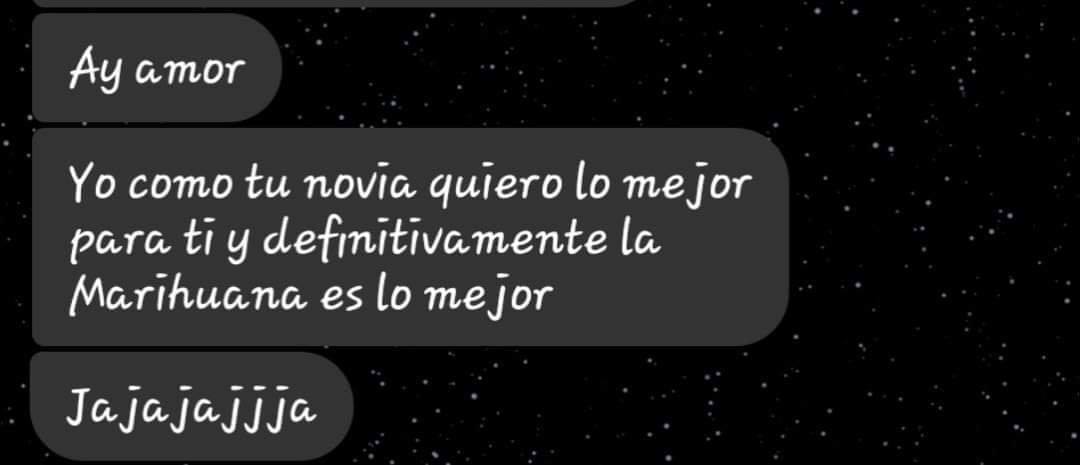 Ay amor
Yo como tu novia quiero lo mejor
para ti y definitivamente la
Marihuana es lo mejor
Jajajajjja